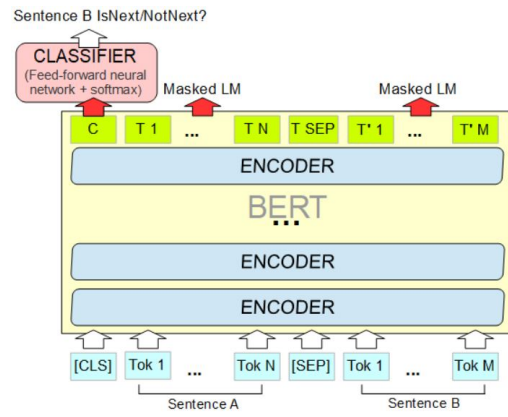 Sentence B IsNext/NotNext?
CLASSIFIER
(Feed-forward neural
network + softmax)
Masked LM Masked LM
C T 1 ... T N T SEP T' 1 ... T' M
ENCODER
BERT
...
ENCODER
ENCODER
[CLS] Tok 1 ... Tok N [SEP] Tok 1 ... Tok M
Sentence A Sentence B